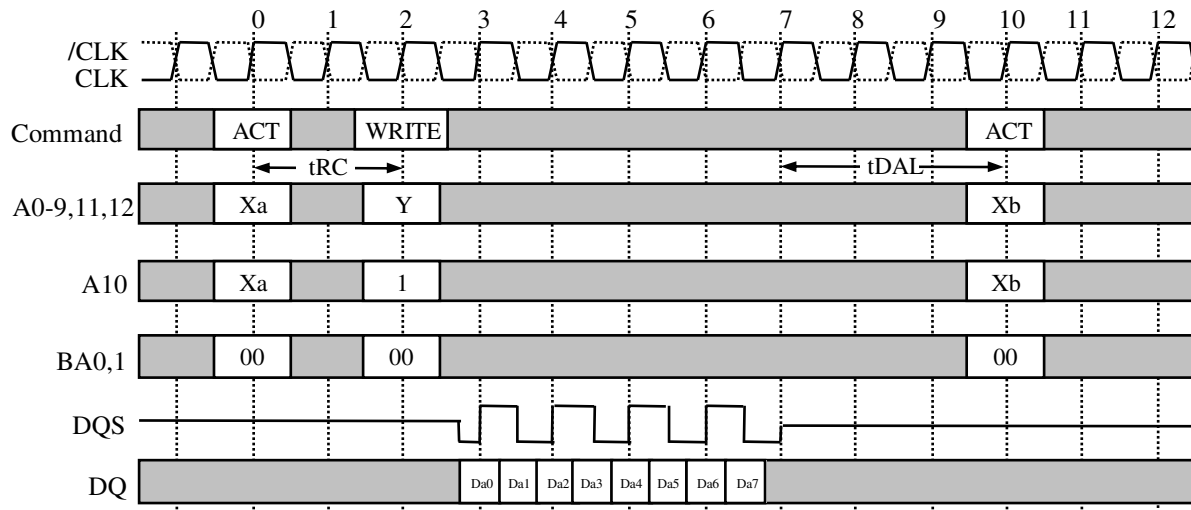 0 1 2 3 4 5 6 7 8 9 10 11 12
/CLK
CLK
Command ACT WRITE ACT
tRC tDAL
A0-9,11,12 Xa Y Xb
A10 Xa 1 Xb
BA0,1 00 00 00
DQS
DQ Da0 Da1 Da2 Da3 Da4 Da5 Da6 Da7